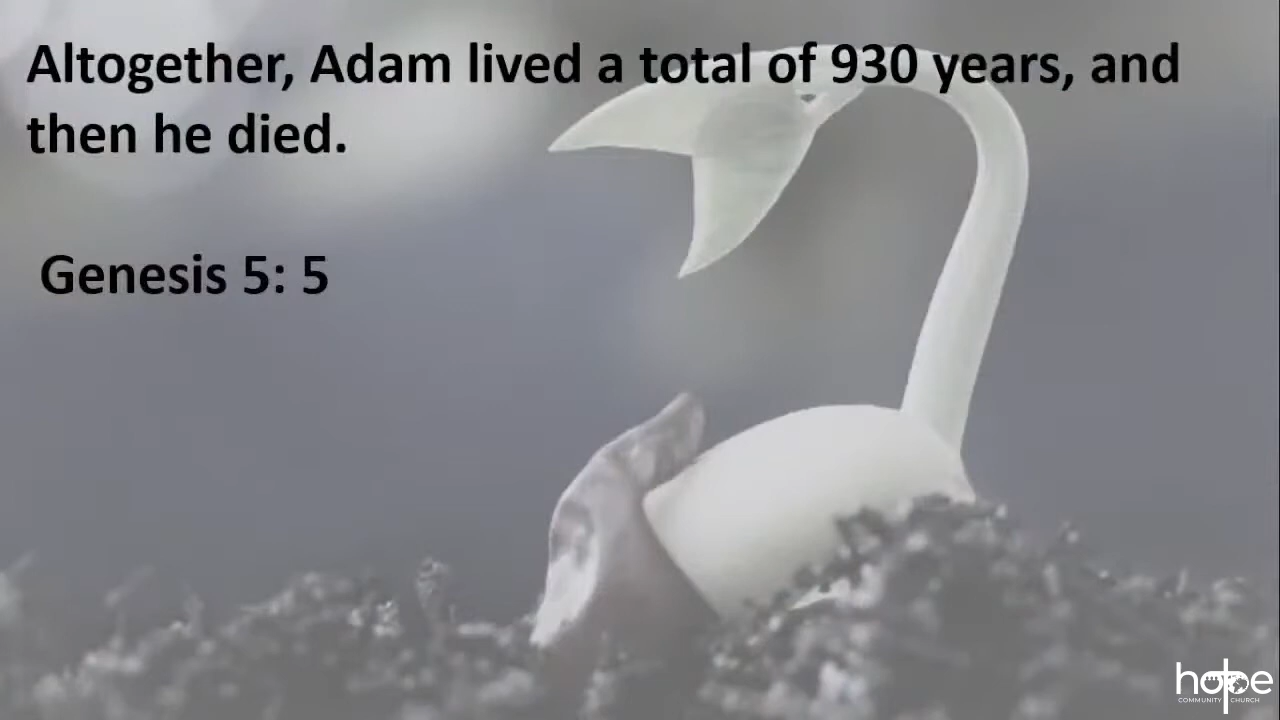 Altogether, Adam lived a total of 930 years, and
then he died.
Genesis 5: 5
hope
COMMUNITY CHURCH